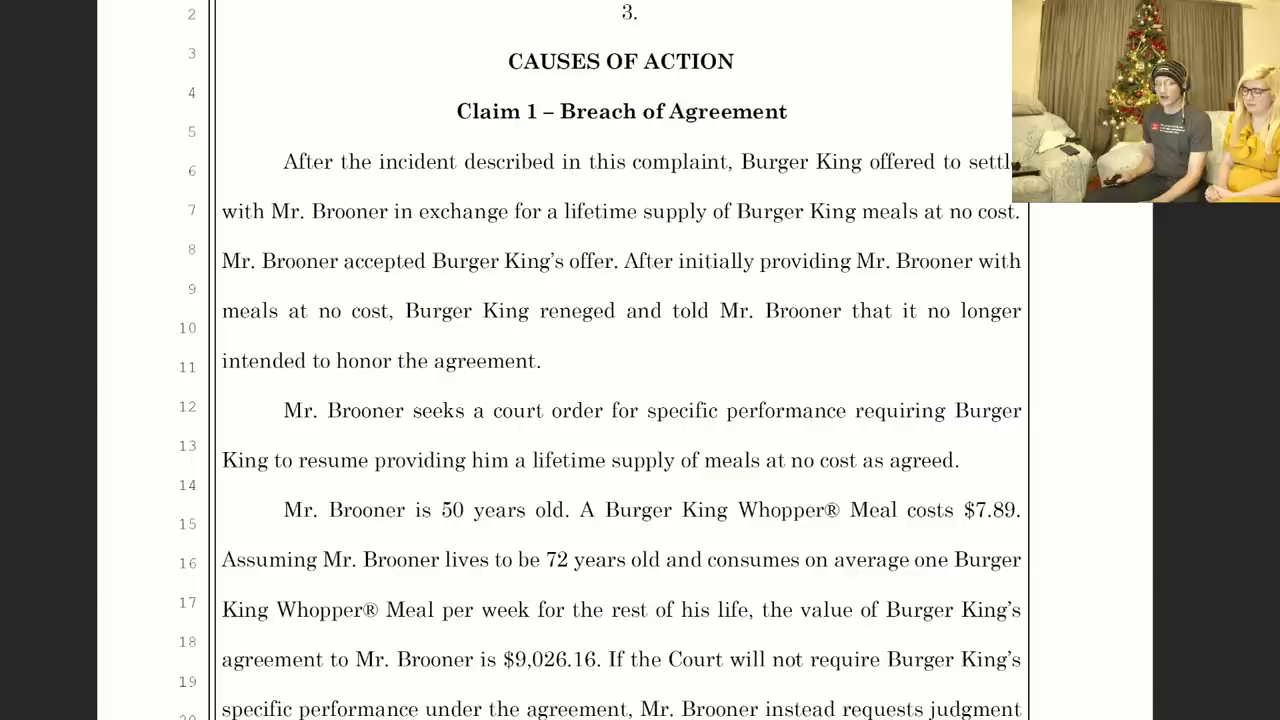 2
3.
3
CAUSES OF ACTION
4
Claim 1 – Breach of Agreement
5
After the incident described in this complaint, Burger King offered to settle
6
with Mr. Brooner in exchange for a lifetime supply of Burger King meals at no cost.
7
Mr. Brooner accepted Burger King's offer. After initially providing Mr. Brooner with
8
9
meals at no cost, Burger King reneged and told Mr. Brooner that it no longer
10
intended to honor the agreement.
11
Mr. Brooner seeks a court order for specific performance requiring Burger
12
13
King to resume providing him a lifetime supply of meals at no cost as agreed.
14
Mr. Brooner is 50 years old. A Burger King Whopper® Meal costs $7.89.
15
Assuming Mr. Brooner lives to be 72 years old and consumes on average one Burger
16
King Whopper® Meal per week for the rest of his life, the value of Burger King's
17
18
agreement to Mr. Brooner is $9,026.16. If the Court will not require Burger King's
19
specific performance under the agreement, Mr. Brooner instead requests judgment
20